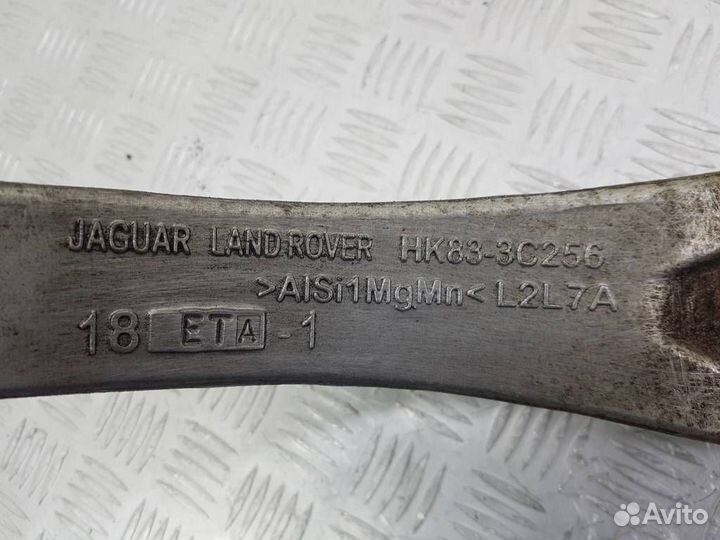 JAGUAR LAND ROVER HK83-3C256
>AlSi1MgMn< L2L7A
18 ETA -1
Avito